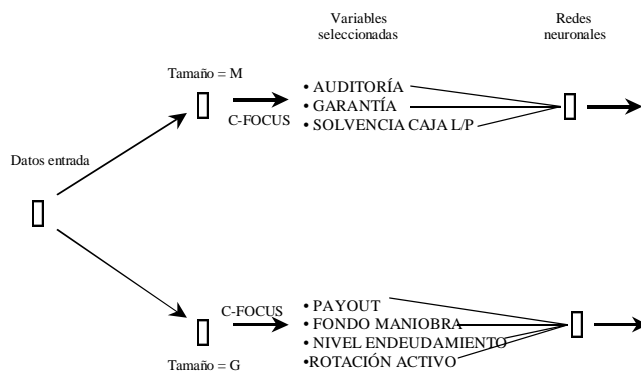 Variables
seleccionadas
Redes
neuronales
Tamaño = M
C-FOCUS
• AUDITORÍA
• GARANTÍA
• SOLVENCIA CAJA L/P
Datos entrada
C-FOCUS
• PAYOUT
• FONDO MANIOBRA
• NIVEL ENDEUDAMIENTO
•ROTACIÓN ACTIVO
Tamaño = G